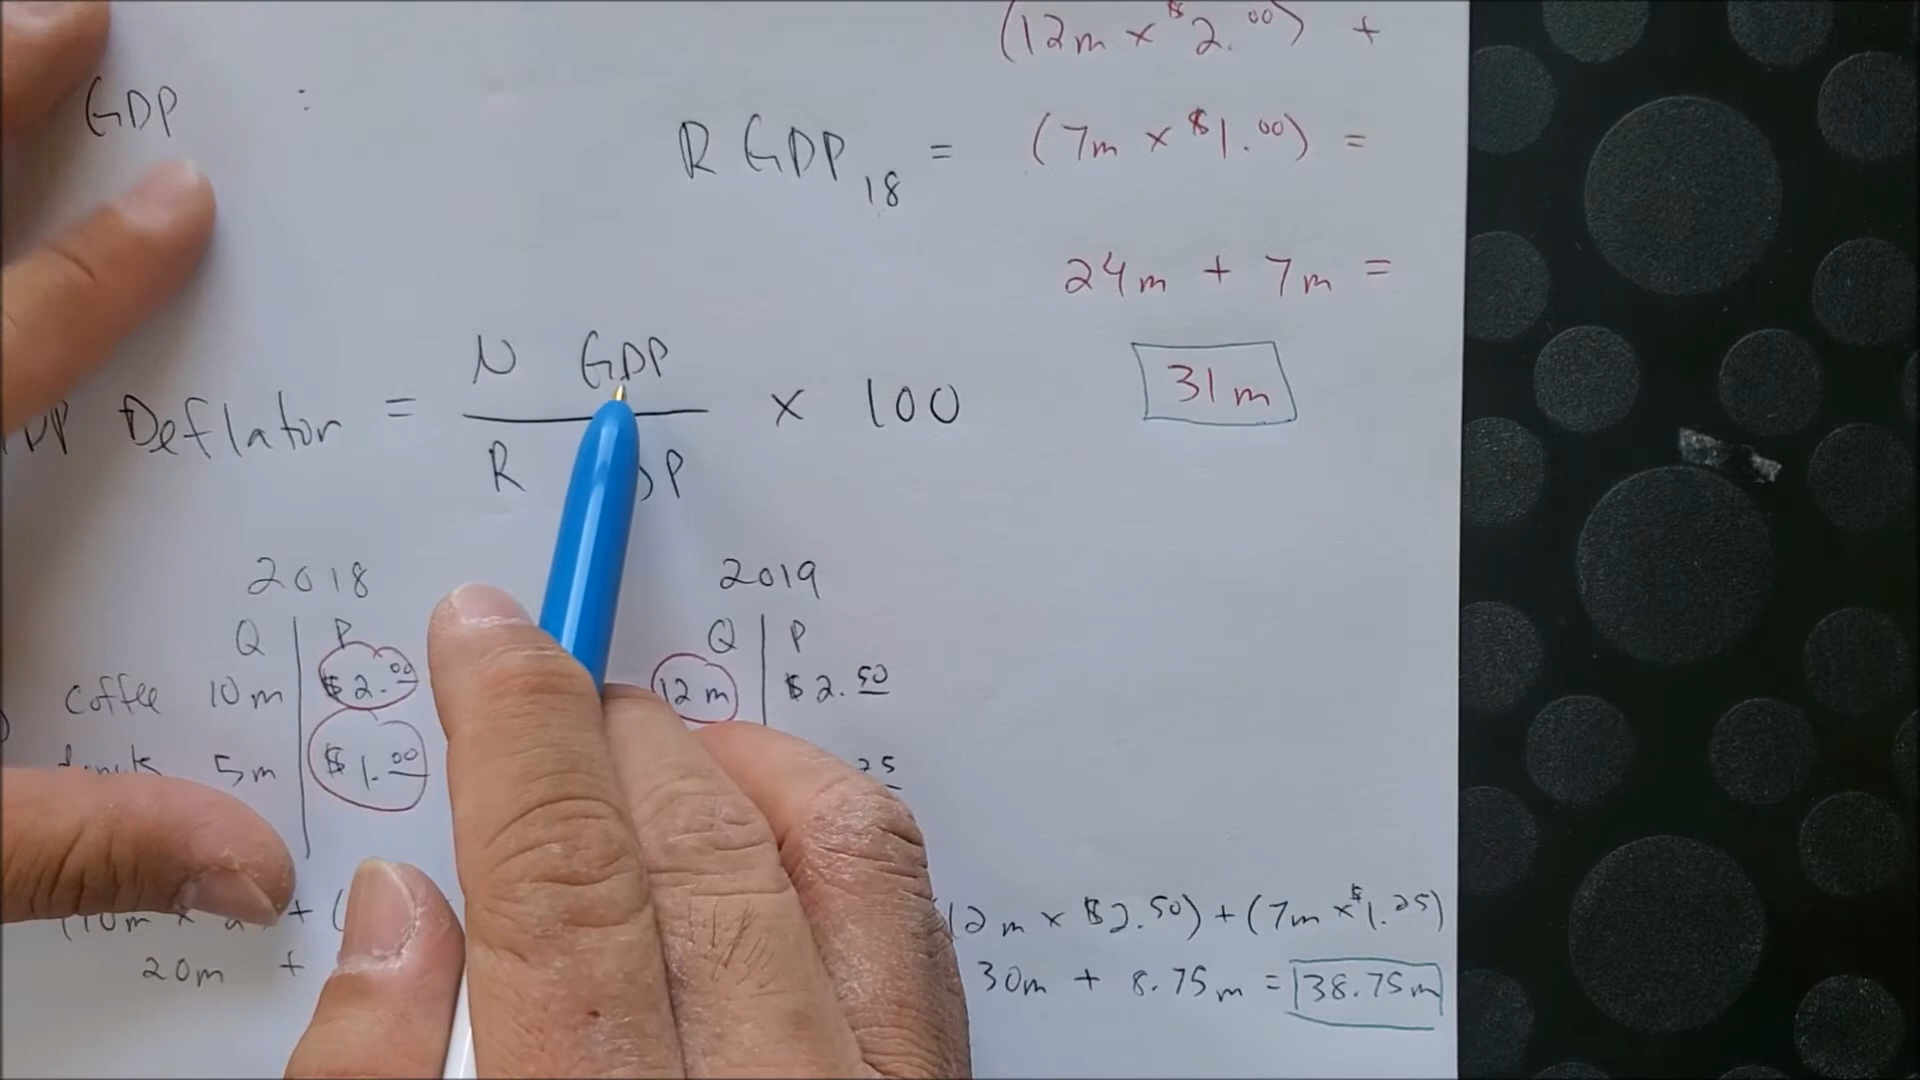 (12m x $2.00) +
GDP :
R GDP18 = (7m x $1.00) =
24m + 7m =
31m
Deflator = N GDP x 100
R
2018 2019
Q P Q P
coffee 10m $2.00 12m $2.50
5m $1.00
(12m x $2.50) + (7m x $1.25)
20m +
30m + 8.75m = 38.75m